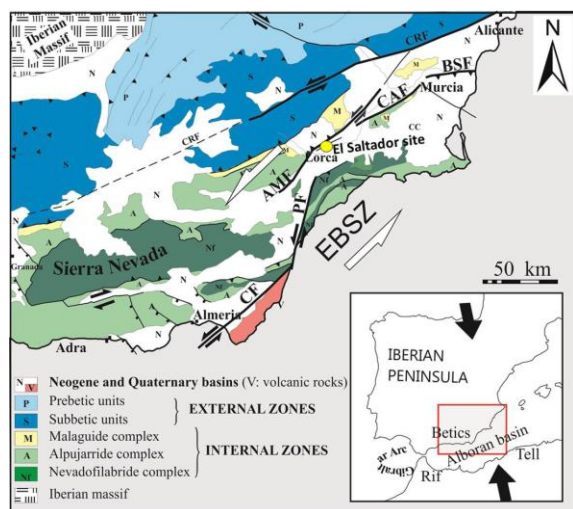 Iberian
Massif
N
P
P
N
P
S
N
CRF
Alicante
N
M
BSF
CAF
Murcia
CRF
M
A
M
N
CC
El Saltador site
Lorca
AMF
PF
EBSZ
N
S
S
A
A
A
Nf
Sierra Nevada
Granada
A
A
N
Nf
A
N
CF
Almeria
Adra
N
50 km
N
V
Neogene and Quaternary basins (V: volcanic rocks)
P
Prebetic units
S
Subbetic units
EXTERNAL ZONES
M
Malaguide complex
A
Alpujarride complex
Nf
Nevadofilabride complex
INTERNAL ZONES
Iberian massif
IBERIAN
PENINSULA
Betics
Alboran basin
Gibraltar Arc
Rif
Tell